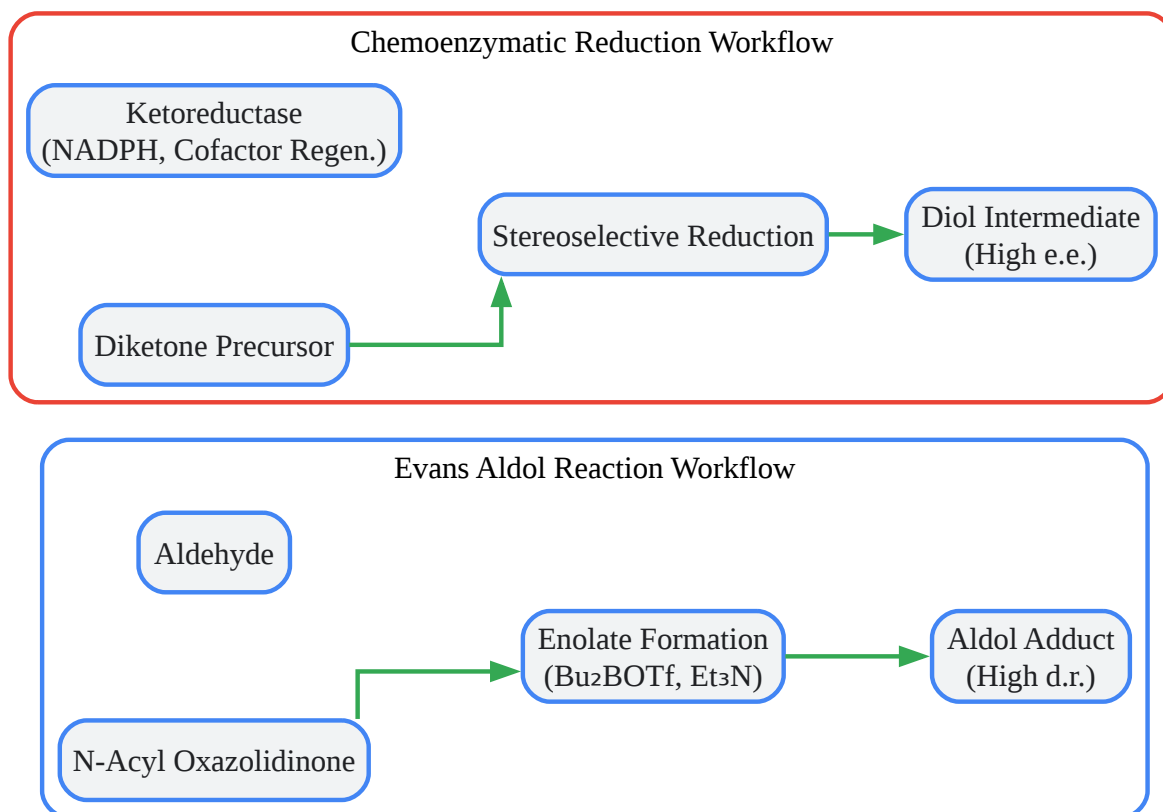 Chemoenzymatic Reduction Workflow
Ketoreductase
(NADPH, Cofactor Regen.)
Stereoselective Reduction
Diol Intermediate
(High e.e.)
Diketone Precursor
Evans Aldol Reaction Workflow
Aldehyde
Enolate Formation
(Bu₂BOTf, Et₃N)
Aldol Adduct
(High d.r.)
N-Acyl Oxazolidinone